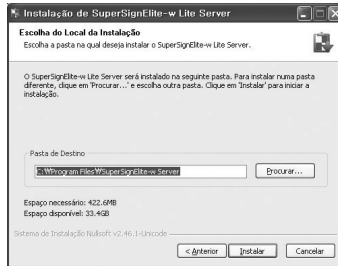 Instalação de SuperSignElite-w Lite Server
Escolha do Local da Instalação
Escolha a pasta na qual deseja instalar o SuperSignElite-w Lite Server.
O SuperSignElite-w Lite Server será instalado na seguinte pasta. Para instalar numa pasta
diferente, clique em 'Procurar...' e escolha outra pasta. Clique em 'Instalar' para iniciar a
instalação.
Pasta de Destino
C:₩Program Files₩SuperSignElite-w Server
Procurar...
Espaço necessário: 422.6MB
Espaço disponível: 33.4GB
Sistema de Instalação Nullsoft v2.46.1-Unicode
< Anterior
Instalar
Cancelar